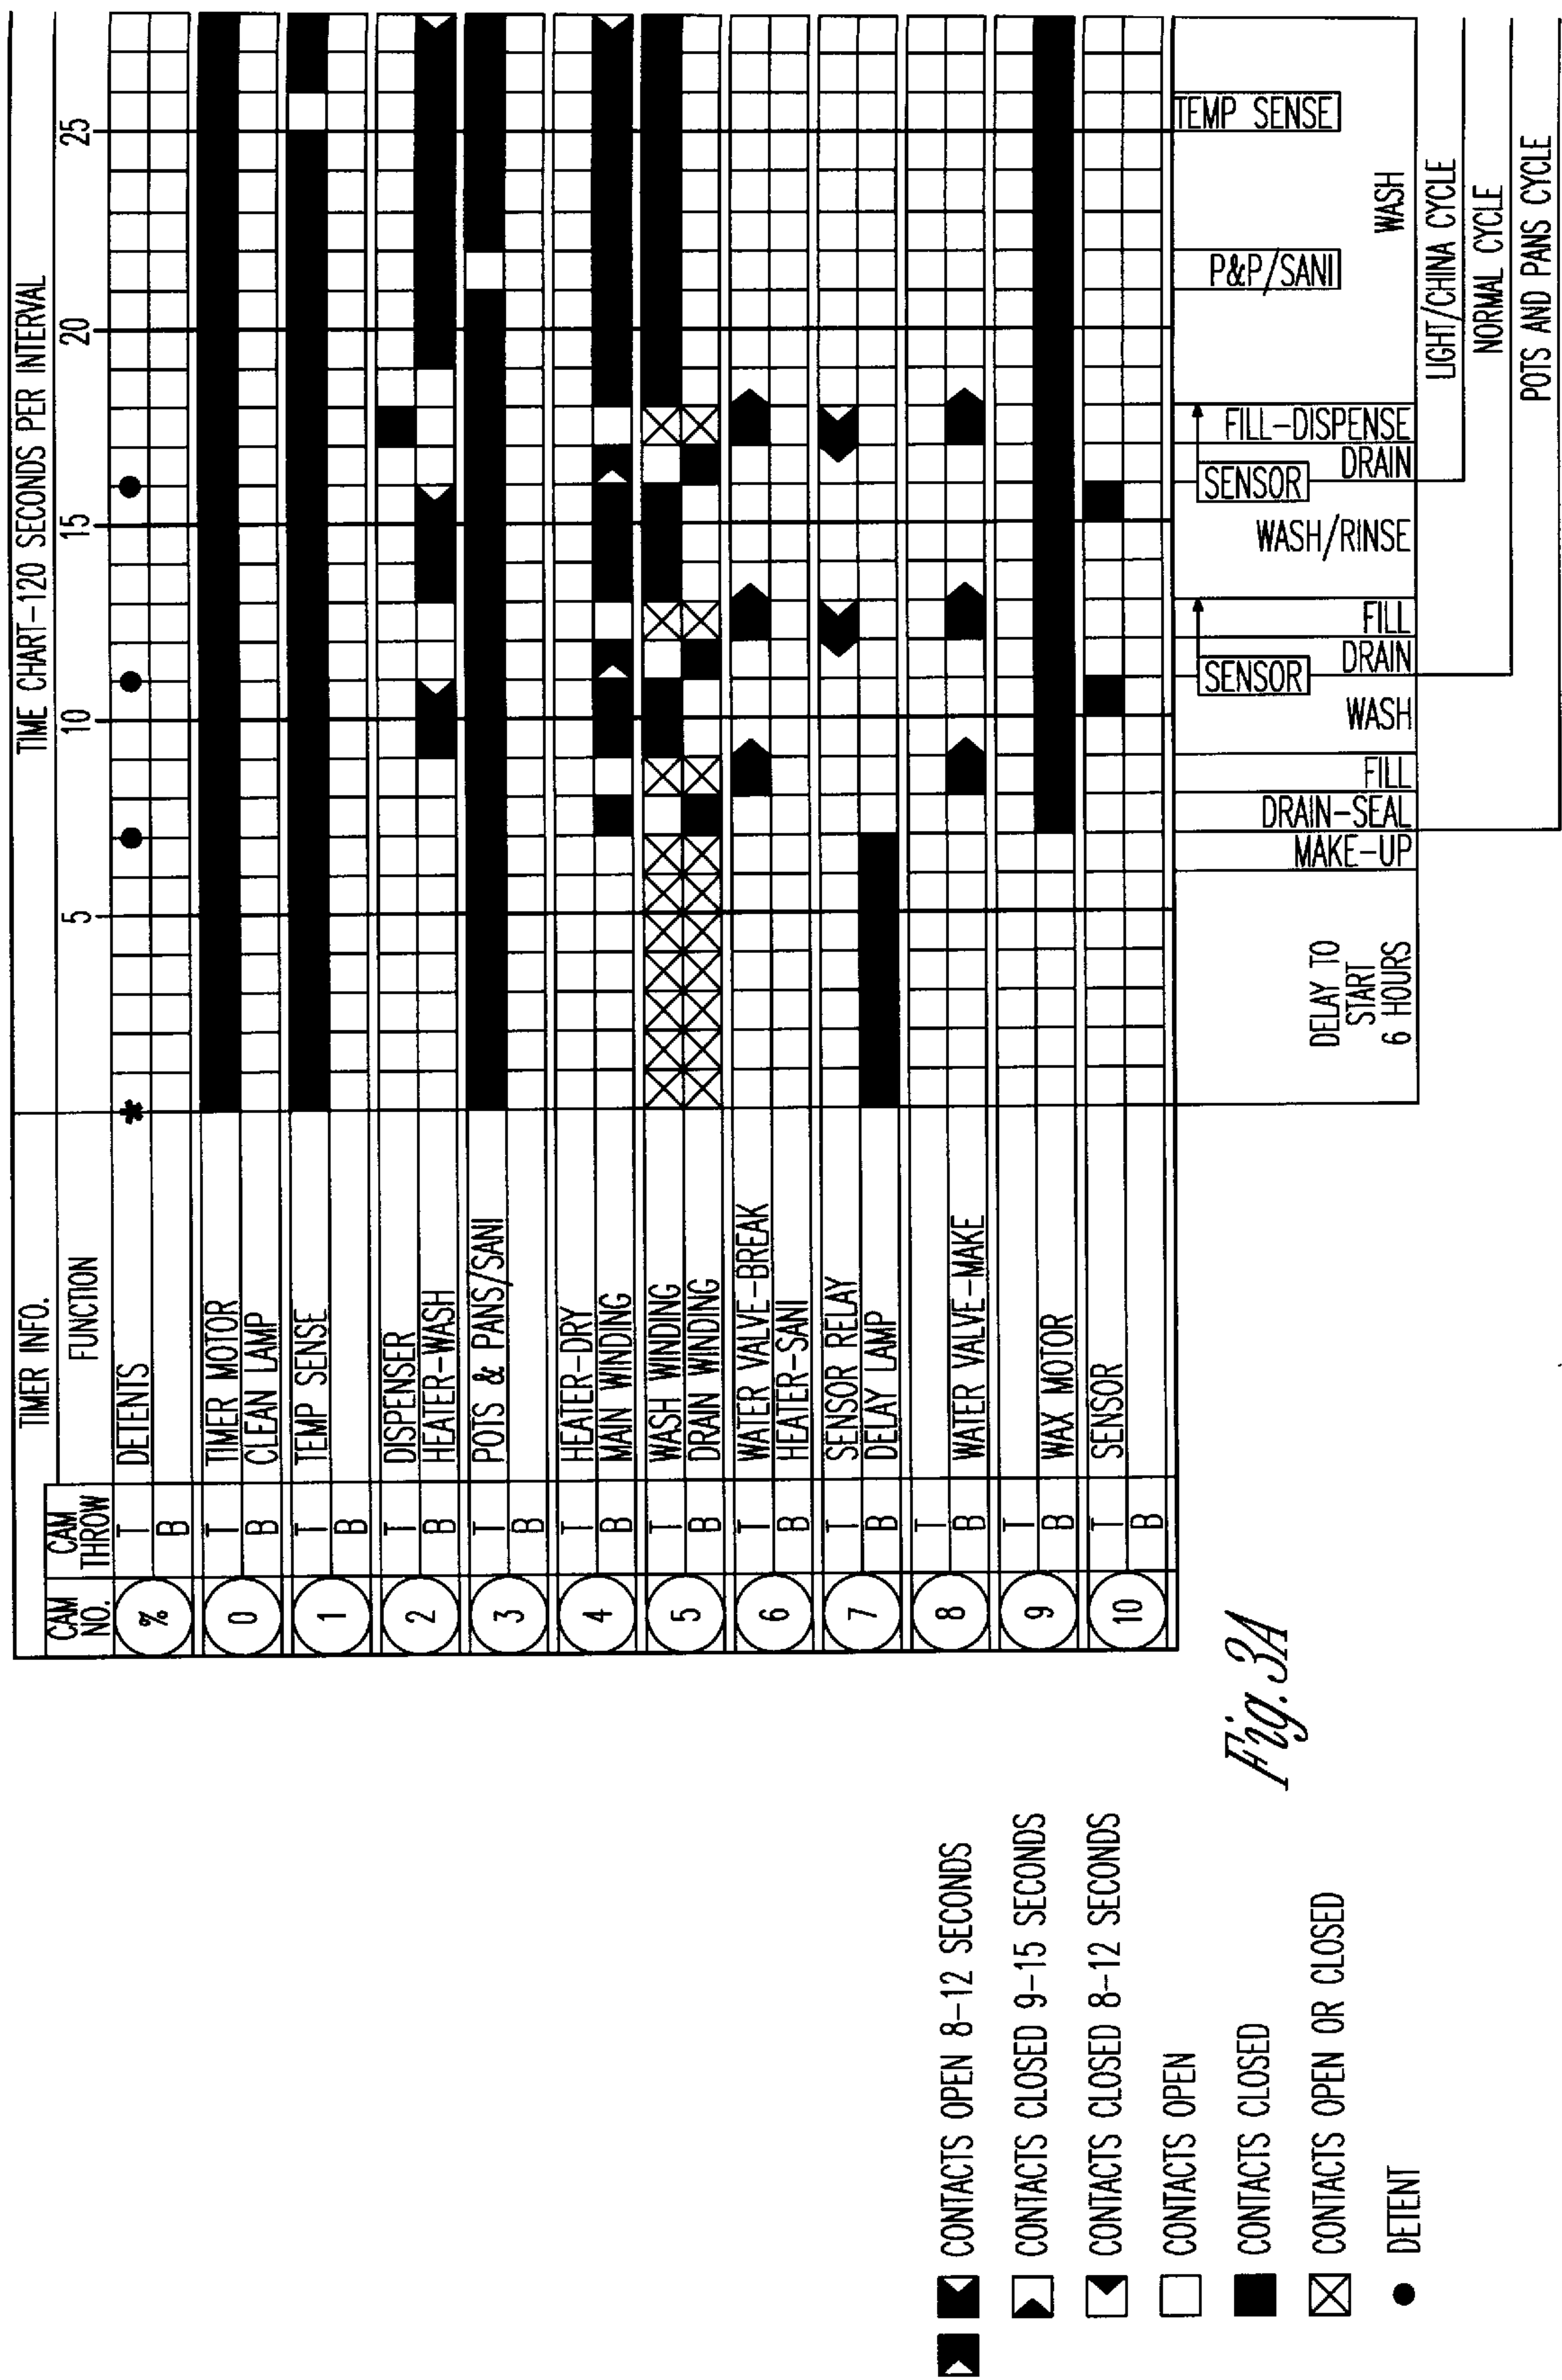 TIMER INFO.
TIME CHART-120 SECONDS PER INTERVAL
CAM NO.
CAM THROW
FUNCTION
5
10
15
20
25
%
T
DETENTS
*
B
0
T
TIMER MOTOR
B
CLEAN LAMP
1
T
TEMP SENSE
B
2
T
DISPENSER
B
HEATER-WASH
3
T
POTS & PANS/SANI
B
4
T
HEATER-DRY
B
MAIN WINDING
5
T
WASH WINDING
B
DRAIN WINDING
6
T
WATER VALVE-BREAK
B
HEATER-SANI
7
T
SENSOR RELAY
B
DELAY LAMP
8
T
B
WATER VALVE-MAKE
9
T
B
WAX MOTOR
10
T
SENSOR
B
DELAY TO
START
6 HOURS
MAKE-UP
DRAIN-SEAL
FILL
WASH
SENSOR
DRAIN
FILL
WASH/RINSE
SENSOR
DRAIN
FILL-DISPENSE
P&P/SANI
WASH
TEMP SENSE
LIGHT/CHINA CYCLE
NORMAL CYCLE
POTS AND PANS CYCLE
CONTACTS OPEN 8-12 SECONDS
CONTACTS CLOSED 9-15 SECONDS
CONTACTS CLOSED 8-12 SECONDS
CONTACTS OPEN
CONTACTS CLOSED
CONTACTS OPEN OR CLOSED
DETENT
Fig. 3A